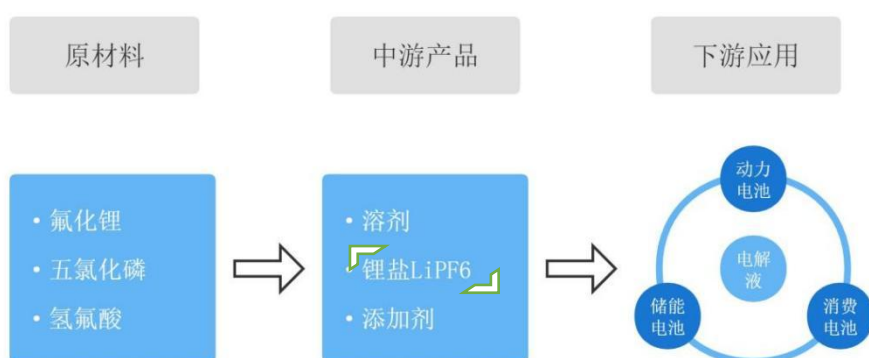 原材料
中游产品
下游应用
• 氟化锂
• 五氯化磷
• 氢氟酸
• 溶剂
• 锂盐LiPF6
• 添加剂
动力
电池
电解
液
储能
电池
消费
电池